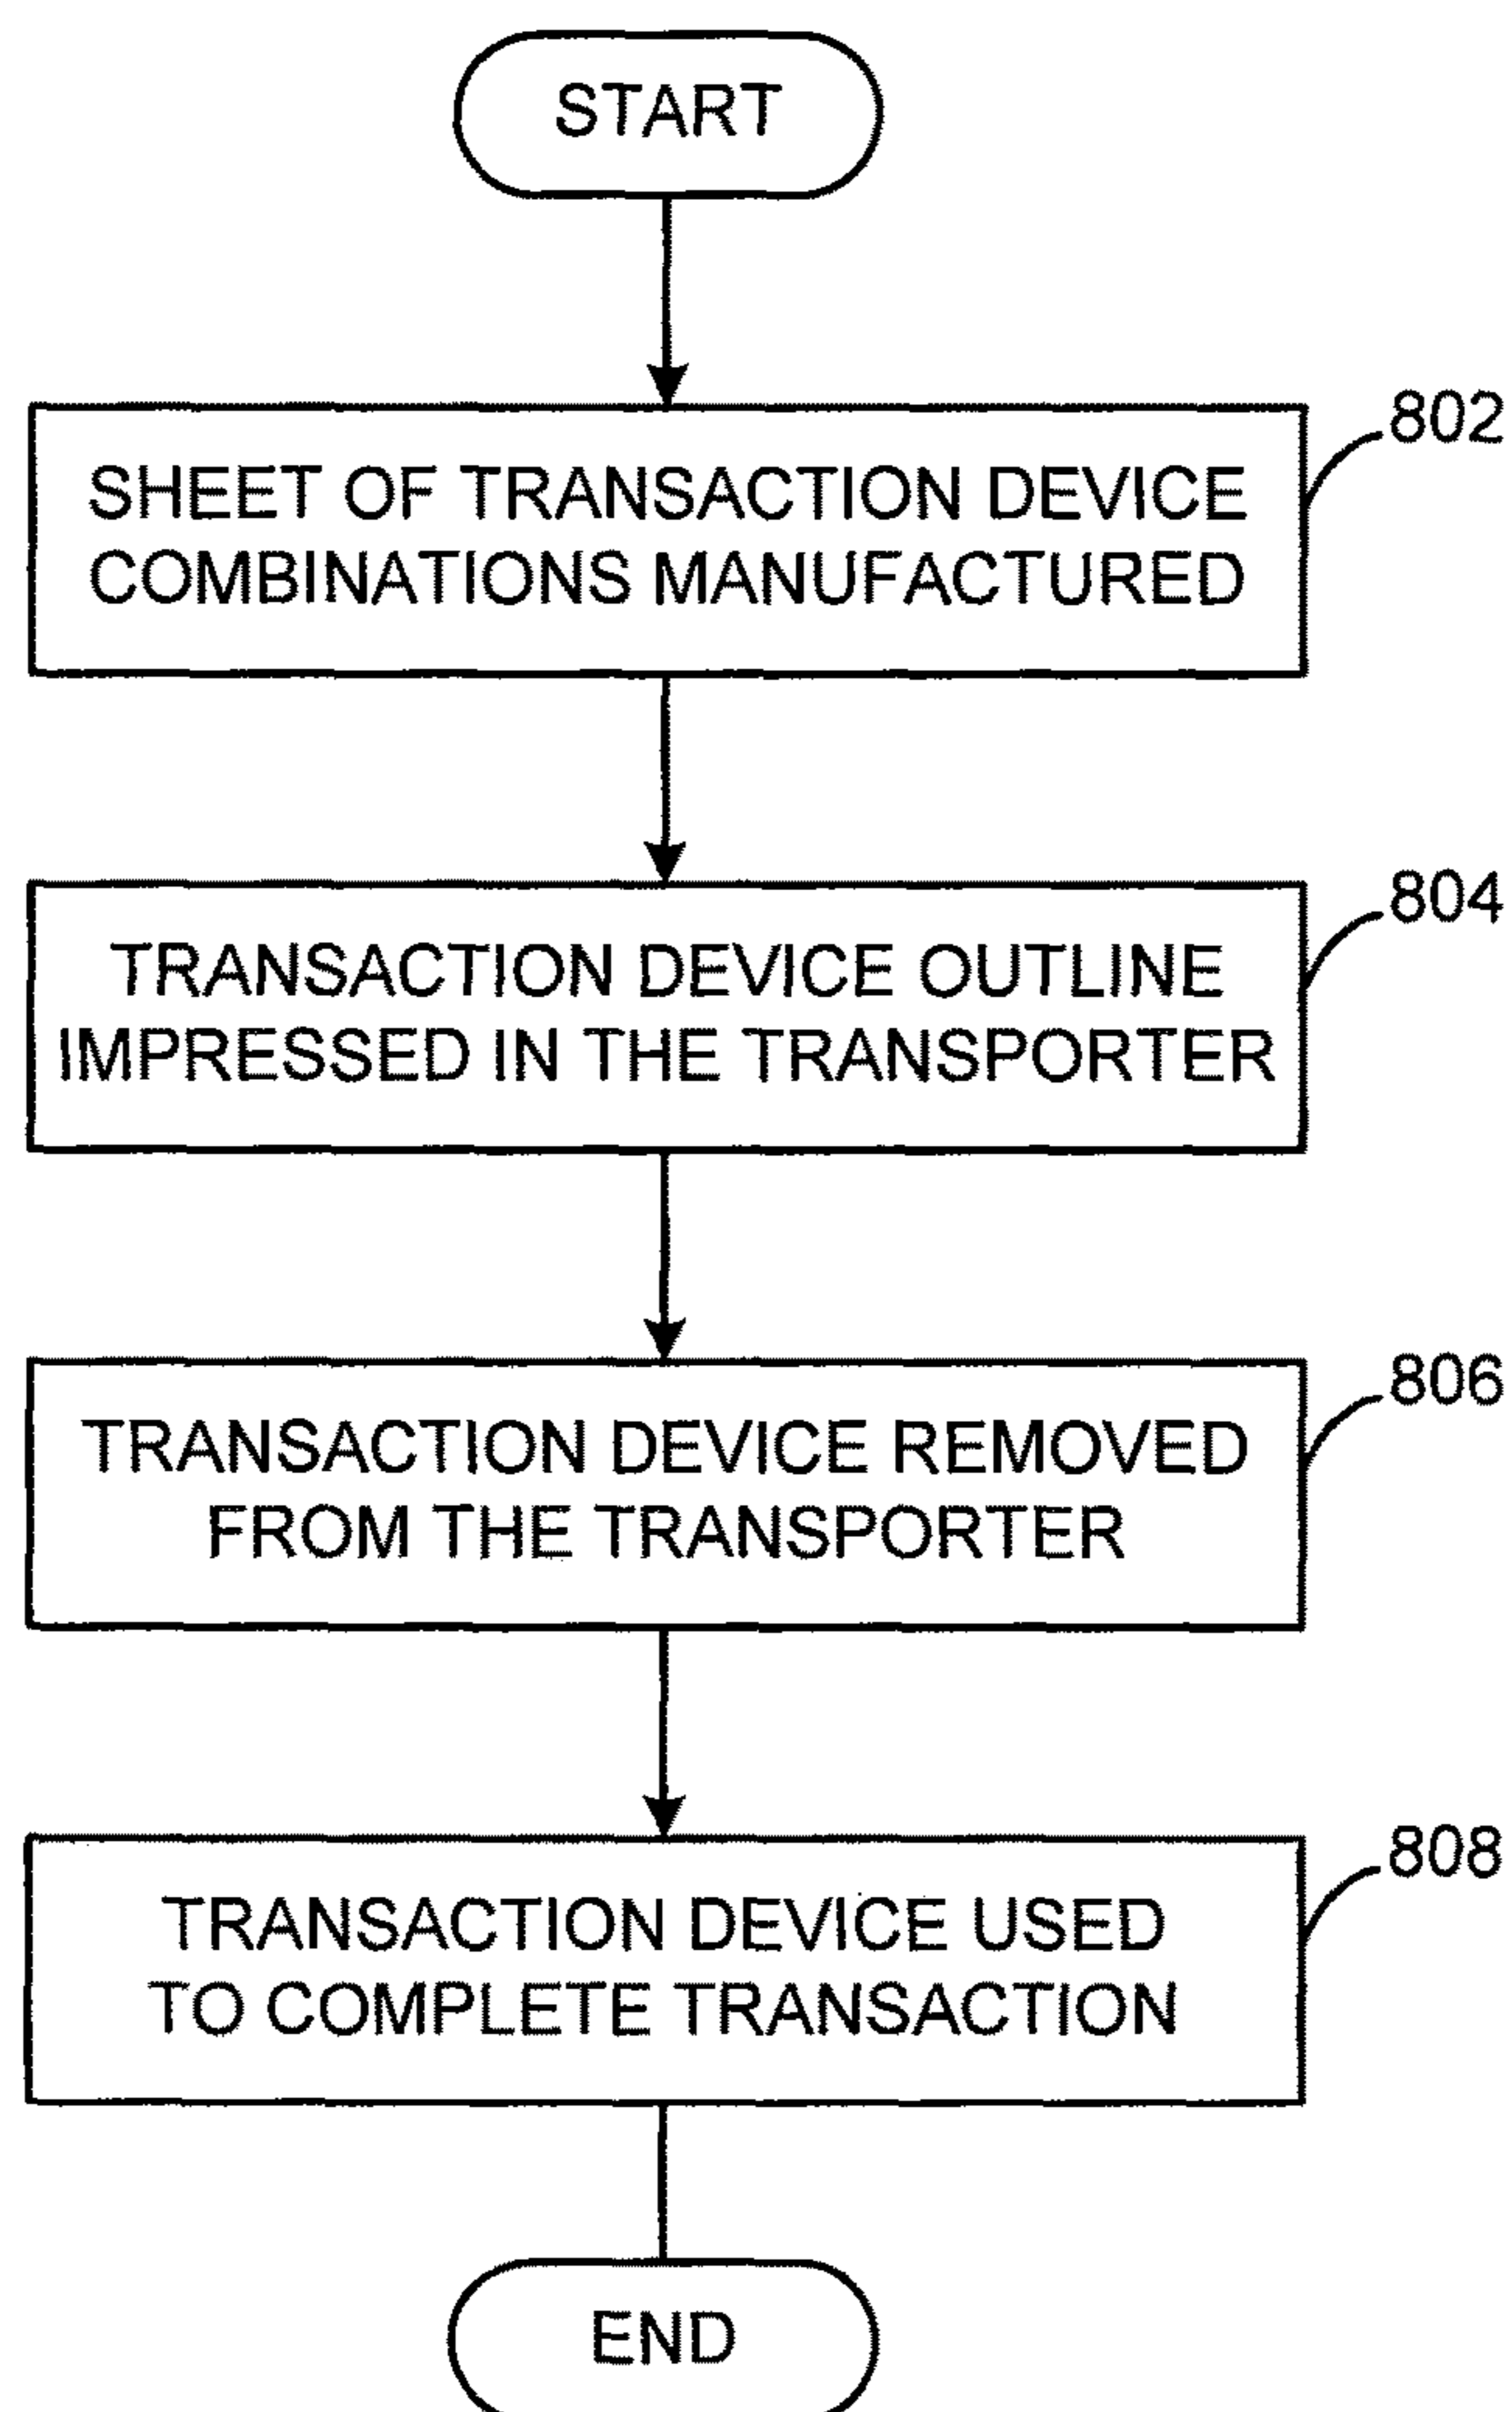 START
802
SHEET OF TRANSACTION DEVICE
COMBINATIONS MANUFACTURED
804
TRANSACTION DEVICE OUTLINE
IMPRESSED IN THE TRANSPORTER
806
TRANSACTION DEVICE REMOVED
FROM THE TRANSPORTER
808
TRANSACTION DEVICE USED
TO COMPLETE TRANSACTION
END